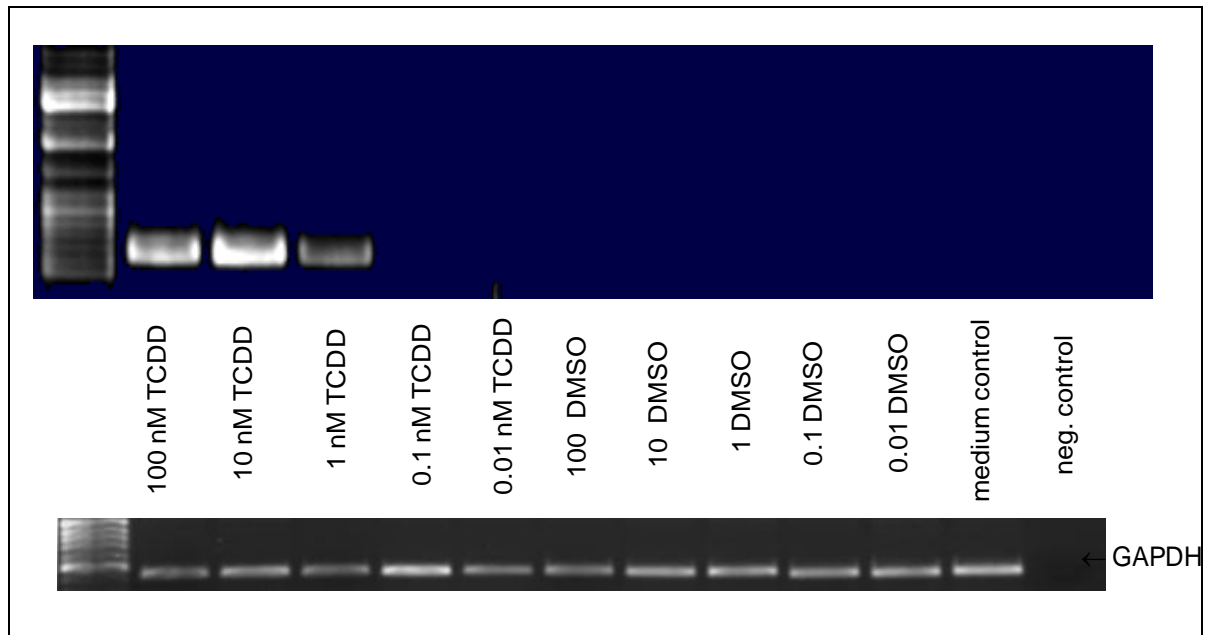 100 nM TCDD
10 nM TCDD
1 nM TCDD
0.1 nM TCDD
0.01 nM TCDD
100 DMSO
10 DMSO
1 DMSO
0.1 DMSO
0.01 DMSO
medium control
neg. control
← GAPDH